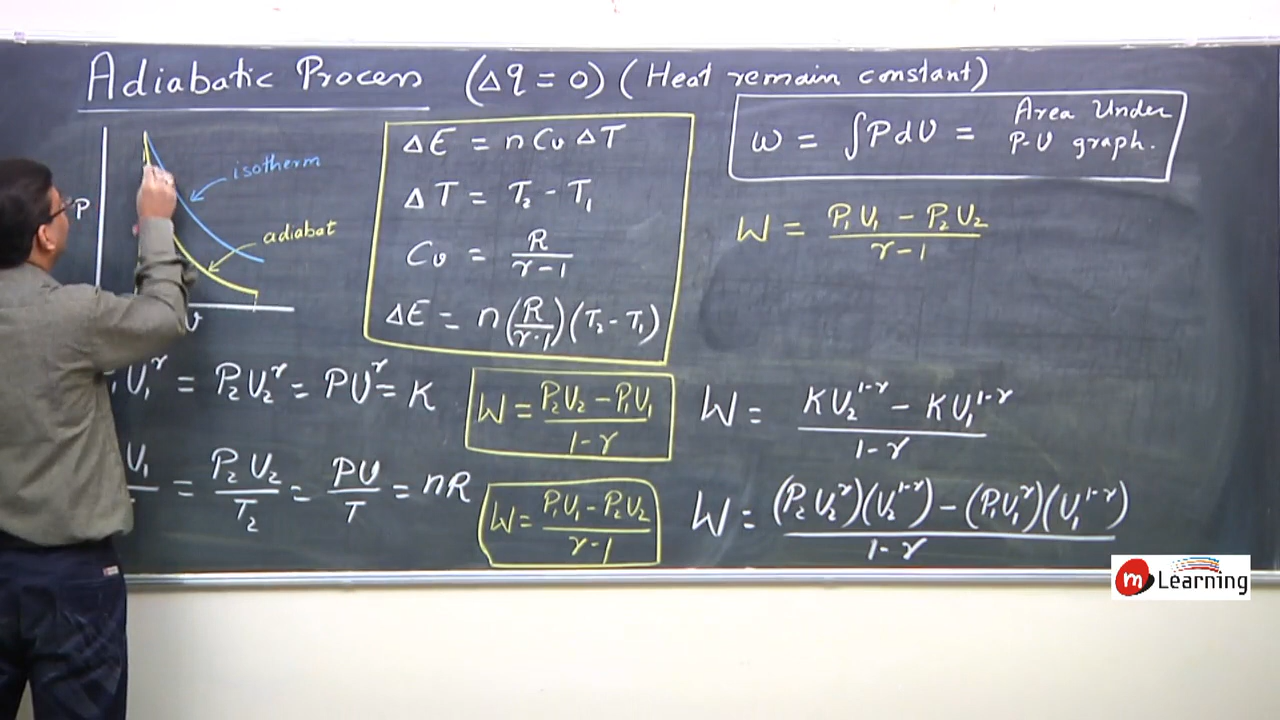 Adiabatic Process (Δq = 0) (Heat remain constant)
P
isotherm
adiabat
v
ΔE = nCv ΔT
ΔT = T₂ - T₁
Cv = R/(γ-1)
ΔE = n(R/(γ-1))(T₂ - T₁)
W = ∫PdV = Area Under
P-V graph.
W = (P₁V₁ - P₂V₂)/(γ-1)
V₁^γ = P₂V₂^γ = PV^γ = K
V₁ = P₂V₂/T₂ = PV/T = nR
W = (P₂V₂ - P₁V₁)/(1-γ)
W = (P₁V₁ - P₂V₂)/(γ-1)
W = (KV₂^(1-γ) - KV₁^(1-γ))/(1-γ)
W = ((P₂V₂^γ)(V₂^(1-γ)) - (P₁V₁^γ)(V₁^(1-γ)))/(1-γ)
m Learning